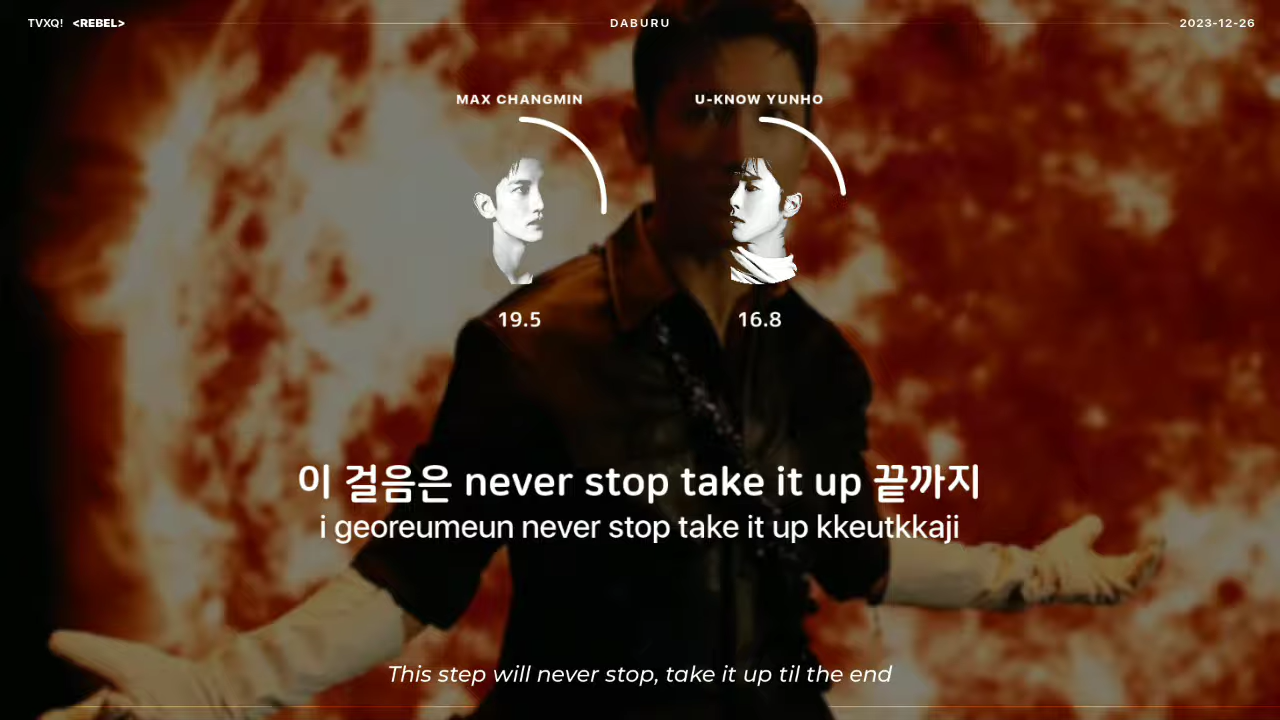 TVXQ! <REBEL>
DABURU
2023-12-26
MAX CHANGMIN
U-KNOW YUNHO
19.5
16.8
이 걸음은 never stop take it up 끝까지
i georeumeun never stop take it up kkeutkkaji
This step will never stop, take it up til the end